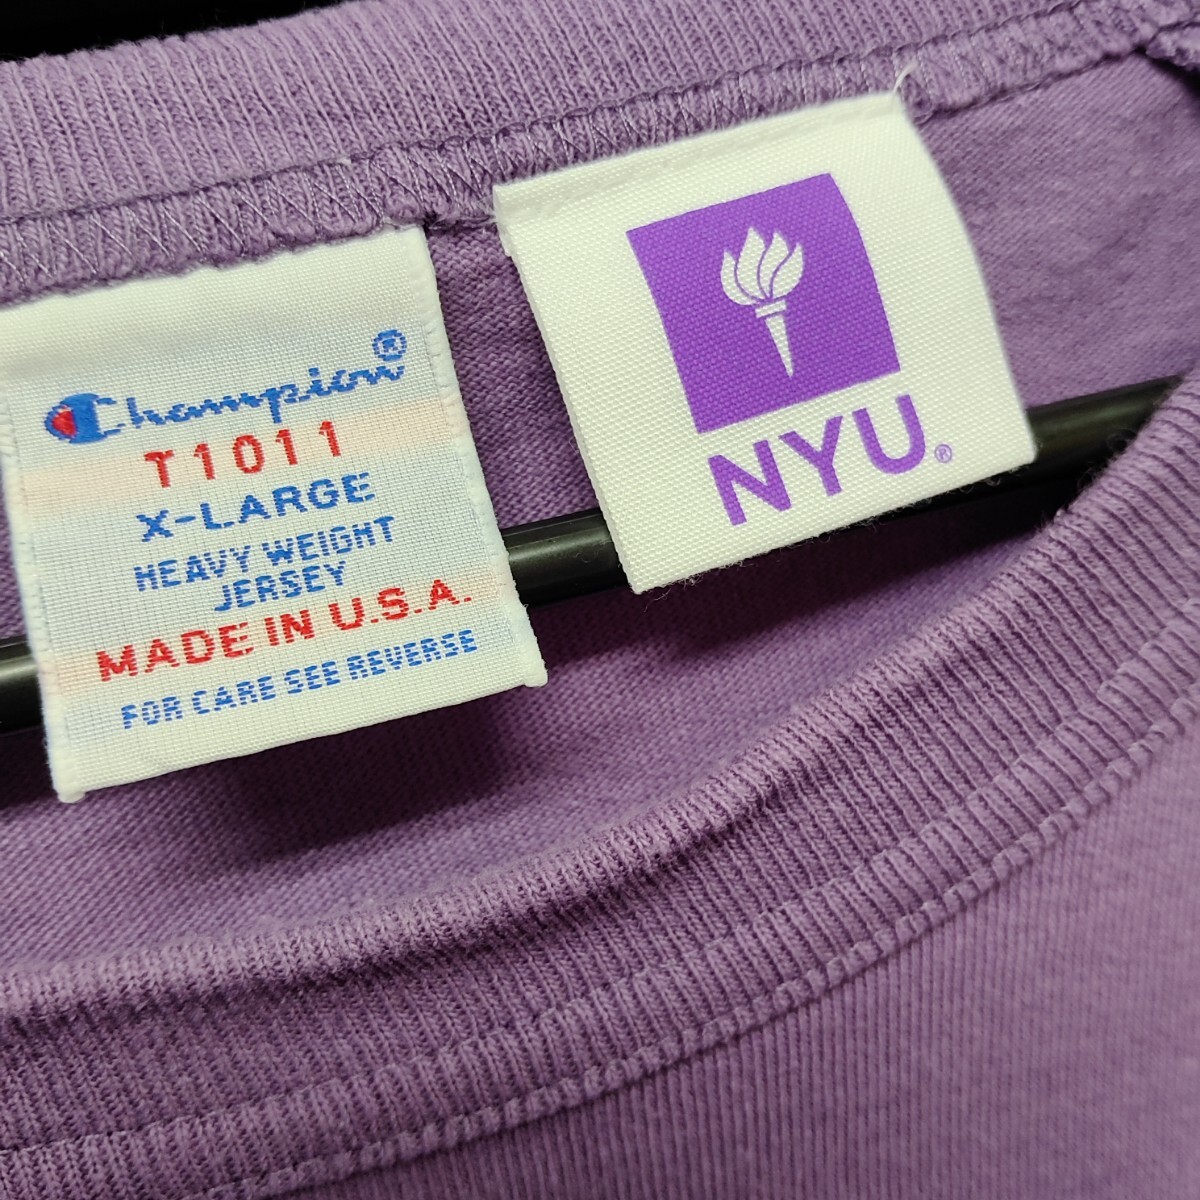 Champion®
T1011
X-LARGE
HEAVY WEIGHT
JERSEY
MADE IN U.S.A.
FOR CARE SEE REVERSE
NYU®